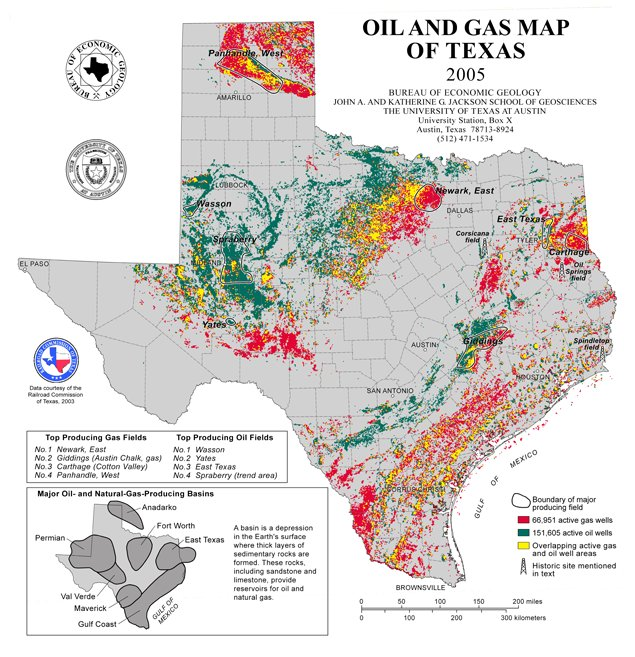 OIL AND GAS MAP
OF TEXAS
2005
BUREAU OF ECONOMIC GEOLOGY
JOHN A. AND KATHERINE G. JACKSON SCHOOL OF GEOSCIENCES
THE UNIVERSITY OF TEXAS AT AUSTIN
University Station, Box X
Austin, Texas 78713-8924
(512) 471-1534
BUREAU OF ECONOMIC GEOLOGY
Panhandle, West
AMARILLO
LUBBOCK
Wasson
Newark, East
DALLAS
East Texas
Corsicana
field
TYLER
Spraberry
Carthage
EL PASO
Oil
Springs
field
Yates
AUSTIN
Giddings
Spindletop
field
HOUSTON
SAN ANTONIO
Data courtesy of the
Railroad Commission
of Texas, 2003
GULF OF MEXICO
CORPUS CHRISTI
BROWNSVILLE
Top Producing Gas Fields
No.1 Newark, East
No.2 Giddings (Austin Chalk, gas)
No.3 Carthage (Cotton Valley)
No.4 Panhandle, West
Top Producing Oil Fields
No.1 Wasson
No.2 Yates
No.3 East Texas
No.4 Spraberry (trend area)
Boundary of major
producing field
66,951 active gas wells
151,605 active oil wells
Overlapping active gas
and oil well areas
Historic site mentioned
in text
Major Oil- and Natural-Gas-Producing Basins
Anadarko
Fort Worth
Permian
East Texas
Val Verde
Maverick
Gulf Coast
GULF OF
MEXICO
A basin is a depression
in the Earth's surface
where thick layers of
sedimentary rocks are
formed. These rocks,
including sandstone and
limestone, provide
reservoirs for oil and
natural gas.
0 50 100 150 200 miles
0 100 200 300 kilometers